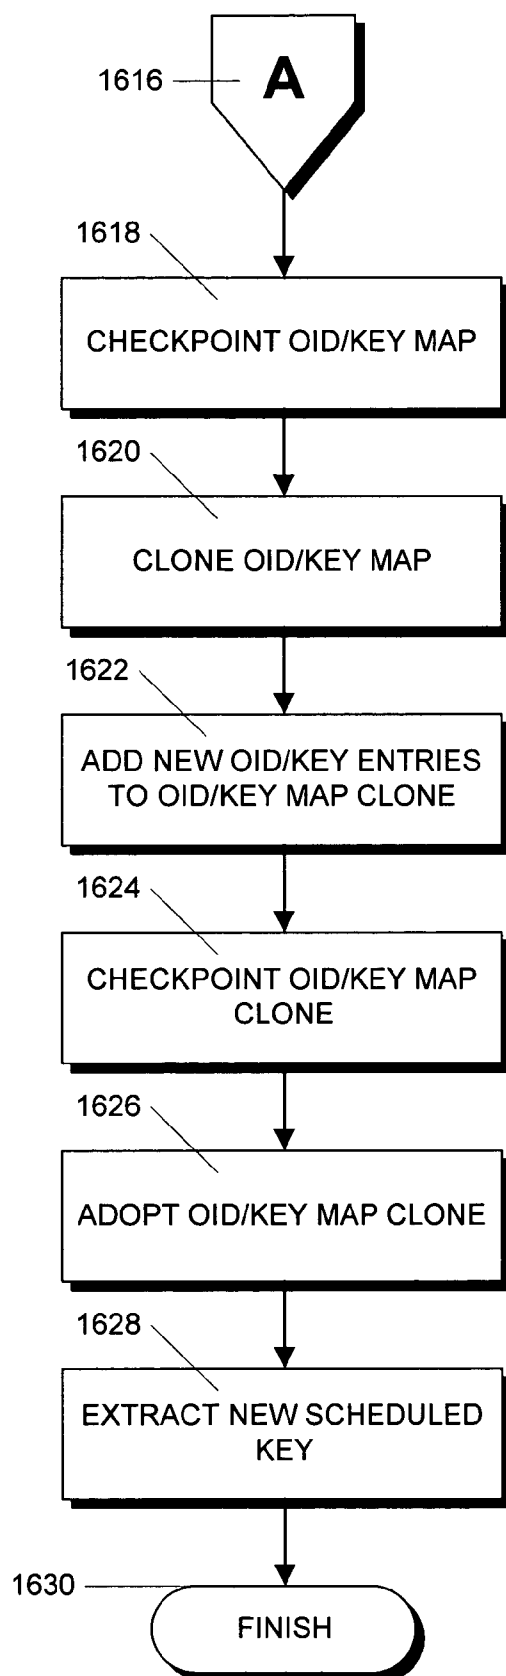 1616
A
1618
CHECKPOINT OID/KEY MAP
1620
CLONE OID/KEY MAP
1622
ADD NEW OID/KEY ENTRIES
TO OID/KEY MAP CLONE
1624
CHECKPOINT OID/KEY MAP
CLONE
1626
ADOPT OID/KEY MAP CLONE
1628
EXTRACT NEW SCHEDULED
KEY
1630
FINISH